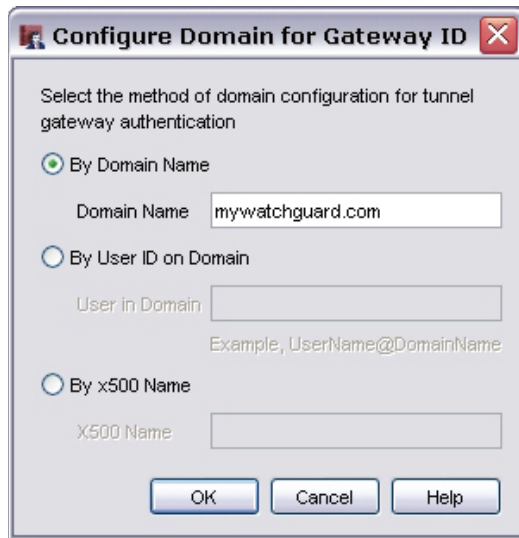 Configure Domain for Gateway ID
Select the method of domain configuration for tunnel
gateway authentication
By Domain Name
Domain Name mywatchguard.com
By User ID on Domain
User in Domain
Example, UserName@DomainName
By x500 Name
X500 Name
OK Cancel Help